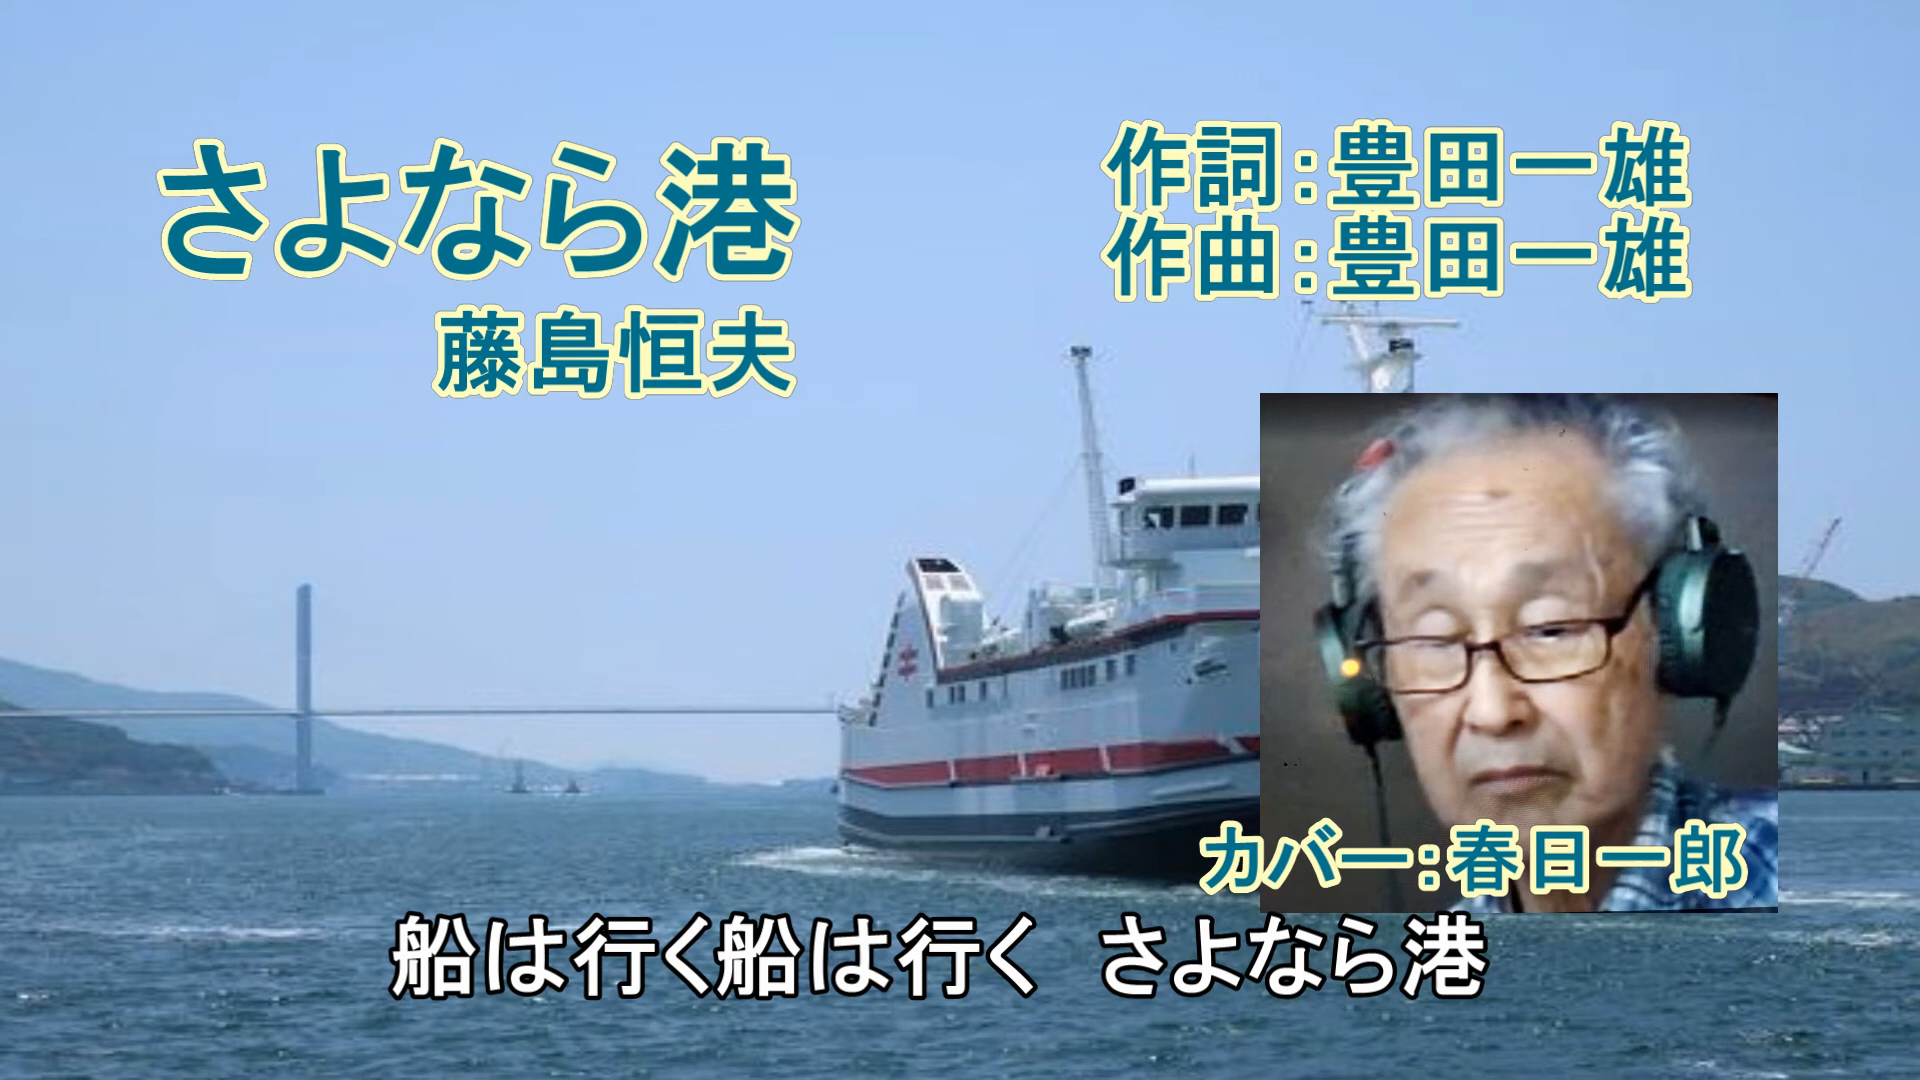 さよなら港
藤島恒夫
作詞：豊田一雄
作曲：豊田一雄
カバー：春日一郎
船は行く船は行く　さよなら港